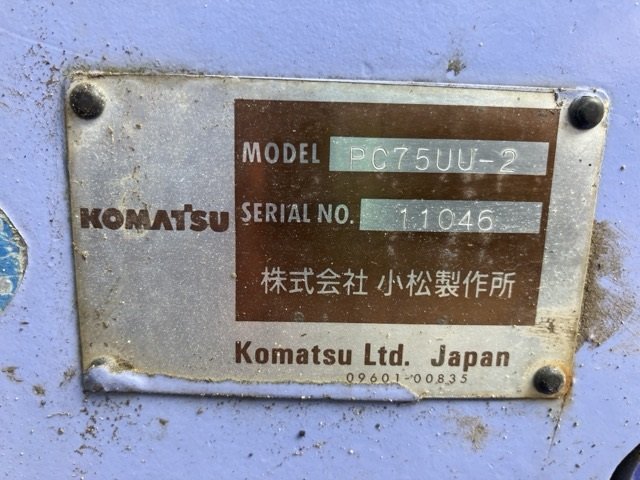 MODEL PC75UU-2
KOMATSU
SERIAL NO. 11046
株式会社 小松製作所
Komatsu Ltd. Japan
09601-00835